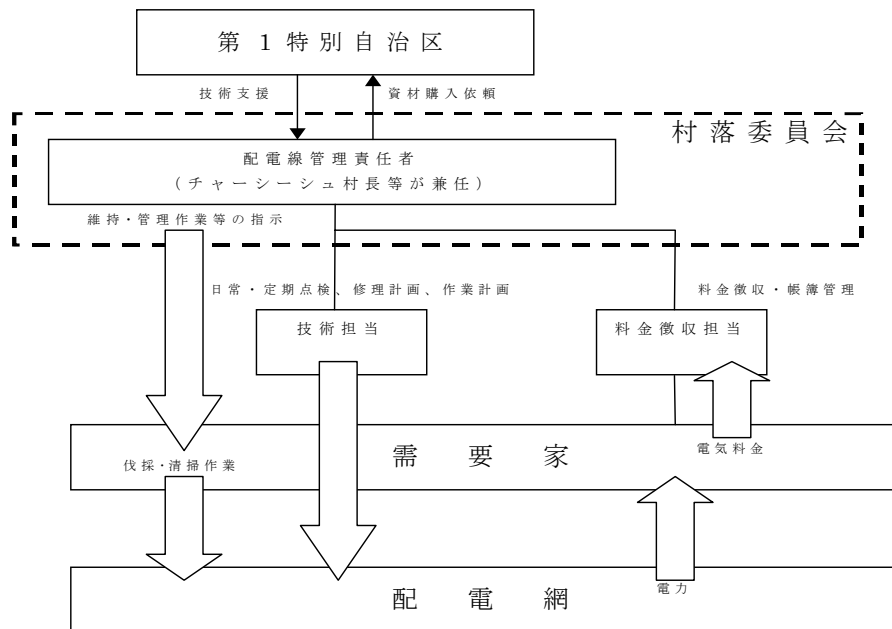 第１特別自治区
技術支援
資材購入依頼
村落委員会
配電線管理責任者
(チャーシーシュ村長等が兼任)
維持・管理作業等の指示
日常・定期点検、修理計画、作業計画
料金徴収・帳簿管理
技術担当
料金徴収担当
需要家
電気料金
伐採・清掃作業
配電網
電力